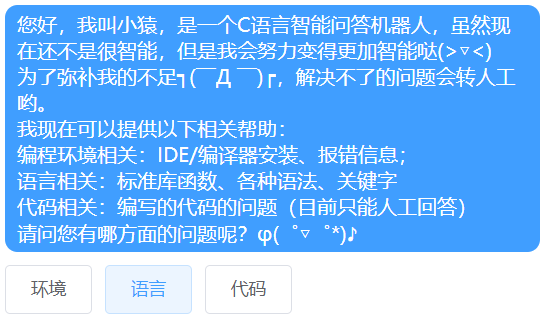 您好，我叫小猿，是一个C语言智能问答机器人，虽然现
在还不是很智能，但是我会努力变得更加智能哒(>▽<)
为了弥补我的不足┑(￣Д ￣)┍，解决不了的问题会转人工
哟。
我现在可以提供以下相关帮助：
编程环境相关：IDE/编译器安装、报错信息；
语言相关：标准库函数、各种语法、关键字
代码相关：编写的代码的问题（目前只能人工回答）
请问您有哪方面的问题呢？φ(゜▽゜*)♪
环境 语言 代码